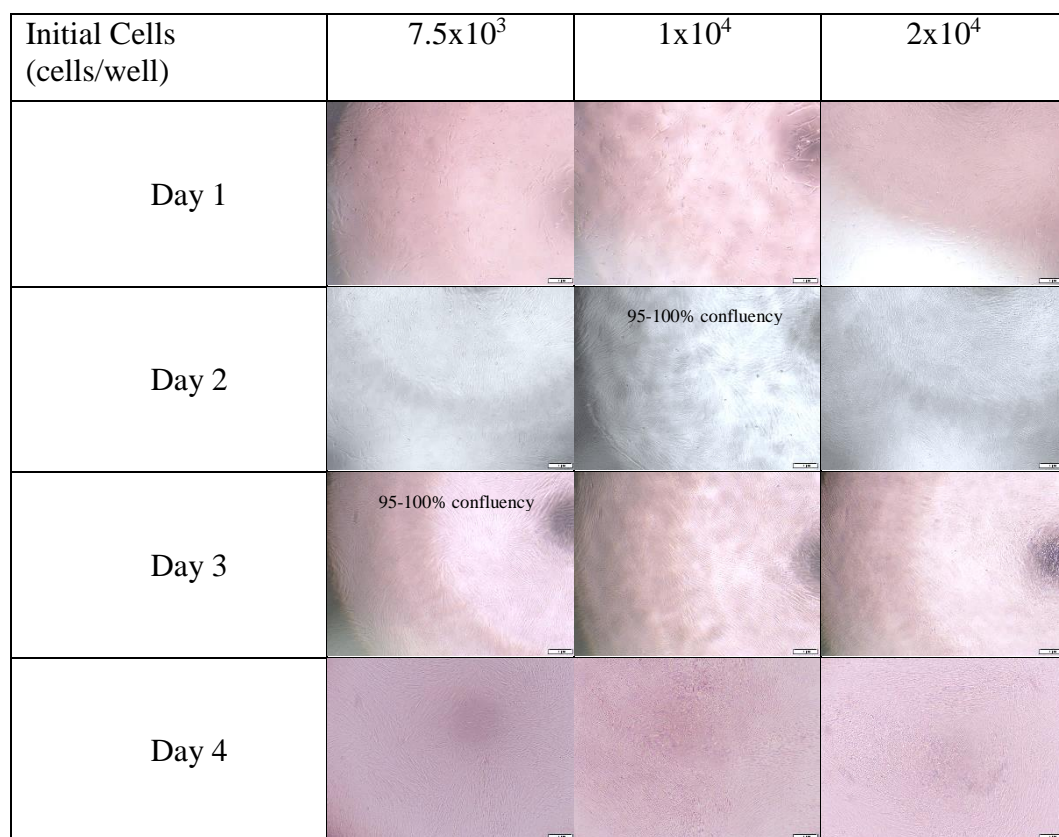 Initial Cells
(cells/well)
7.5x10³
1x10⁴
2x10⁴
Day 1
Day 2
95-100% confluency
Day 3
95-100% confluency
Day 4